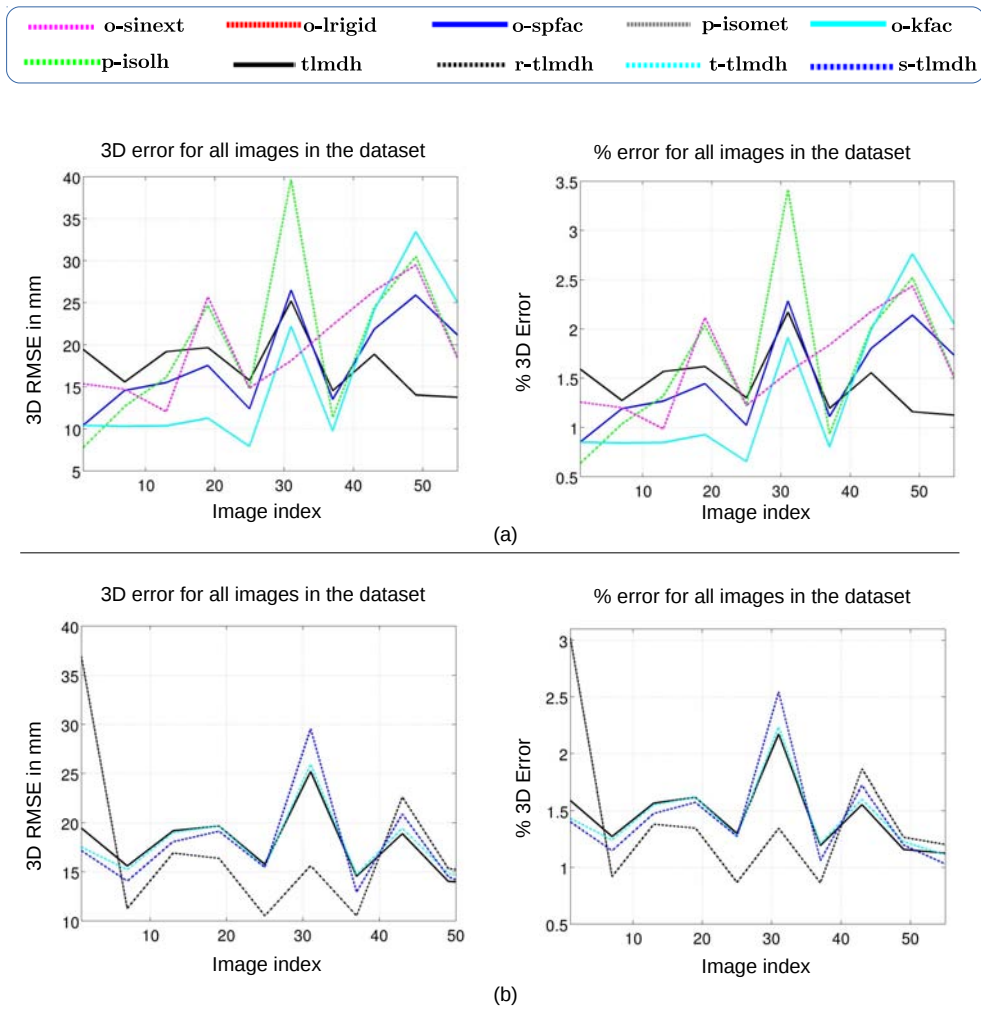 o-sinext o-lrigid o-spfac p-isomet o-kfac
p-isolh tlmdh r-tlmdh t-tlmdh s-tlmdh
3D error for all images in the dataset
3D RMSE in mm
40
35
30
25
20
15
10
5
10 20 30 40 50
Image index
% error for all images in the dataset
% 3D Error
3.5
3
2.5
2
1.5
1
0.5
10 20 30 40 50
Image index
(a)
3D error for all images in the dataset
3D RMSE in mm
40
35
30
25
20
15
10
10 20 30 40 50
Image index
% error for all images in the dataset
% 3D Error
3
2.5
2
1.5
1
0.5
10 20 30 40 50
Image index
(b)